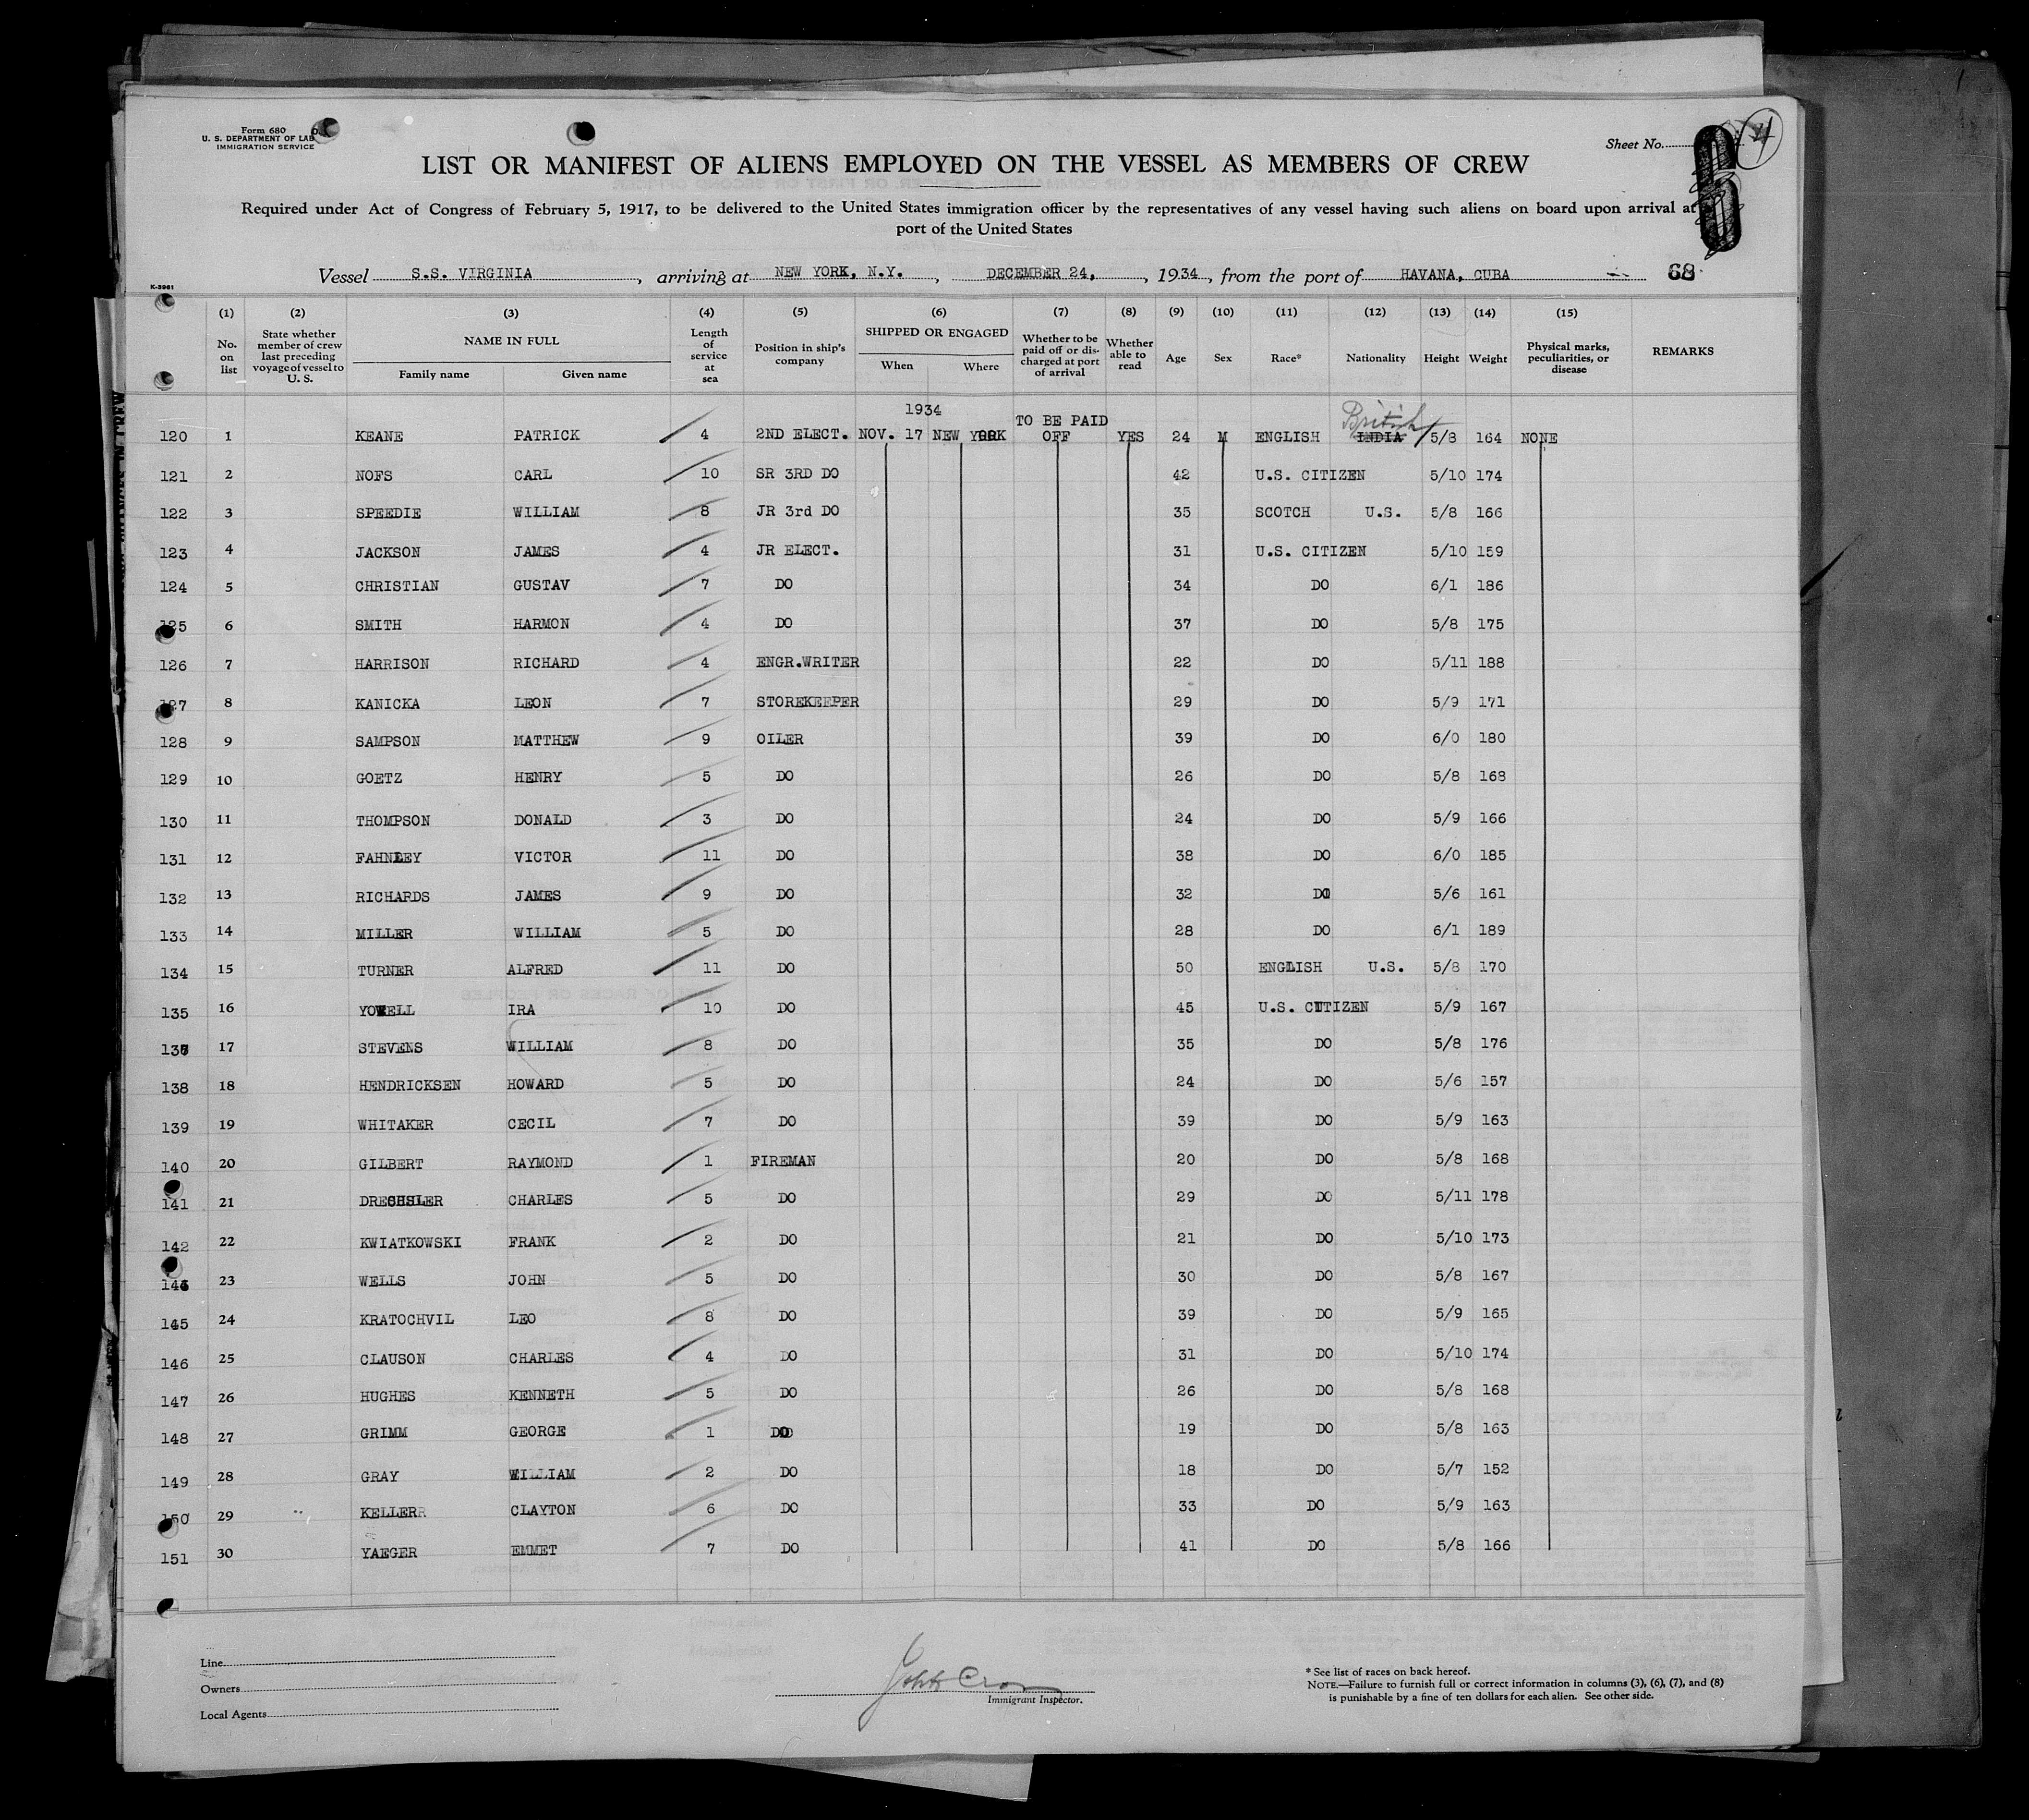 Form 680
U. S. DEPARTMENT OF LAB
IMMIGRATION SERVICE
Sheet No. 4
LIST OR MANIFEST OF ALIENS EMPLOYED ON THE VESSEL AS MEMBERS OF CREW
Required under Act of Congress of February 5, 1917, to be delivered to the United States immigration officer by the representatives of any vessel having such aliens on board upon arrival at
port of the United States
Vessel S.S. VIRGINIA, arriving at NEW YORK, N.Y., DECEMBER 24, 1934, from the port of HAVANA, CUBA 68
K-3961
(1) (2) (3) (4) (5) (6) (7) (8) (9) (10) (11) (12) (13) (14) (15)
No. on list
State whether member of crew last preceding voyage of vessel to U. S.
NAME IN FULL
Family name
Given name
Length of service at sea
Position in ship's company
SHIPPED OR ENGAGED
When
Where
Whether to be paid off or discharged at port of arrival
Whether able to read
Age
Sex
Race*
Nationality
Height
Weight
Physical marks, peculiarities, or disease
REMARKS
1934
TO BE PAID British
120 1 KEANE PATRICK 4 2ND ELECT. NOV. 17 NEW YORK OFF YES 24 M ENGLISH INDIA 5/8 164 NONE
121 2 NOFS CARL 10 SR 3RD DO 42 U.S. CITIZEN 5/10 174
122 3 SPEEDIE WILLIAM 8 JR 3rd DO 35 SCOTCH U.S. 5/8 166
123 4 JACKSON JAMES 4 JR ELECT. 31 U.S. CITIZEN 5/10 159
124 5 CHRISTIAN GUSTAV 7 DO 34 DO 6/1 186
125 6 SMITH HARMON 4 DO 37 DO 5/8 175
126 7 HARRISON RICHARD 4 ENGR.WRITER 22 DO 5/11 188
127 8 KANICKA LEON 7 STOREKEEPER 29 DO 5/9 171
128 9 SAMPSON MATTHEW 9 OILER 39 DO 6/0 180
129 10 GOETZ HENRY 5 DO 26 DO 5/8 168
130 11 THOMPSON DONALD 3 DO 24 DO 5/9 166
131 12 FAHNLEY VICTOR 11 DO 38 DO 6/0 185
132 13 RICHARDS JAMES 9 DO 32 DO 5/6 161
133 14 MILLER WILLIAM 5 DO 28 DO 6/1 189
134 15 TURNER ALFRED 11 DO 50 ENGLISH U.S. 5/8 170
135 16 YOWELL IRA 10 DO 45 U.S. CITIZEN 5/9 167
137 17 STEVENS WILLIAM 8 DO 35 DO 5/8 176
138 18 HENDRICKSEN HOWARD 5 DO 24 DO 5/6 157
139 19 WHITAKER CECIL 7 DO 39 DO 5/9 163
140 20 GILBERT RAYMOND 1 FIREMAN 20 DO 5/8 168
141 21 DRECHSLER CHARLES 5 DO 29 DO 5/11 178
142 22 KWIATKOWSKI FRANK 2 DO 21 DO 5/10 173
23 WELLS JOHN 5 DO 30 DO 5/8 167
145 24 KRATOCHVIL LEO 8 DO 39 DO 5/9 165
146 25 CLAUSON CHARLES 4 DO 31 DO 5/10 174
147 26 HUGHES KENNETH 5 DO 26 DO 5/8 168
148 27 GRIMM GEORGE 1 DO 19 DO 5/8 163
149 28 GRAY WILLIAM 2 DO 18 DO 5/7 152
150 29 KELLER CLAYTON 6 DO 33 DO 5/9 163
151 30 YAEGER EMMET 7 DO 41 DO 5/8 166
Line
Owners
Local Agents
Immigrant Inspector.
* See list of races on back hereof.
NOTE.—Failure to furnish full or correct information in columns (3), (6), (7), and (8)
is punishable by a fine of ten dollars for each alien. See other side.